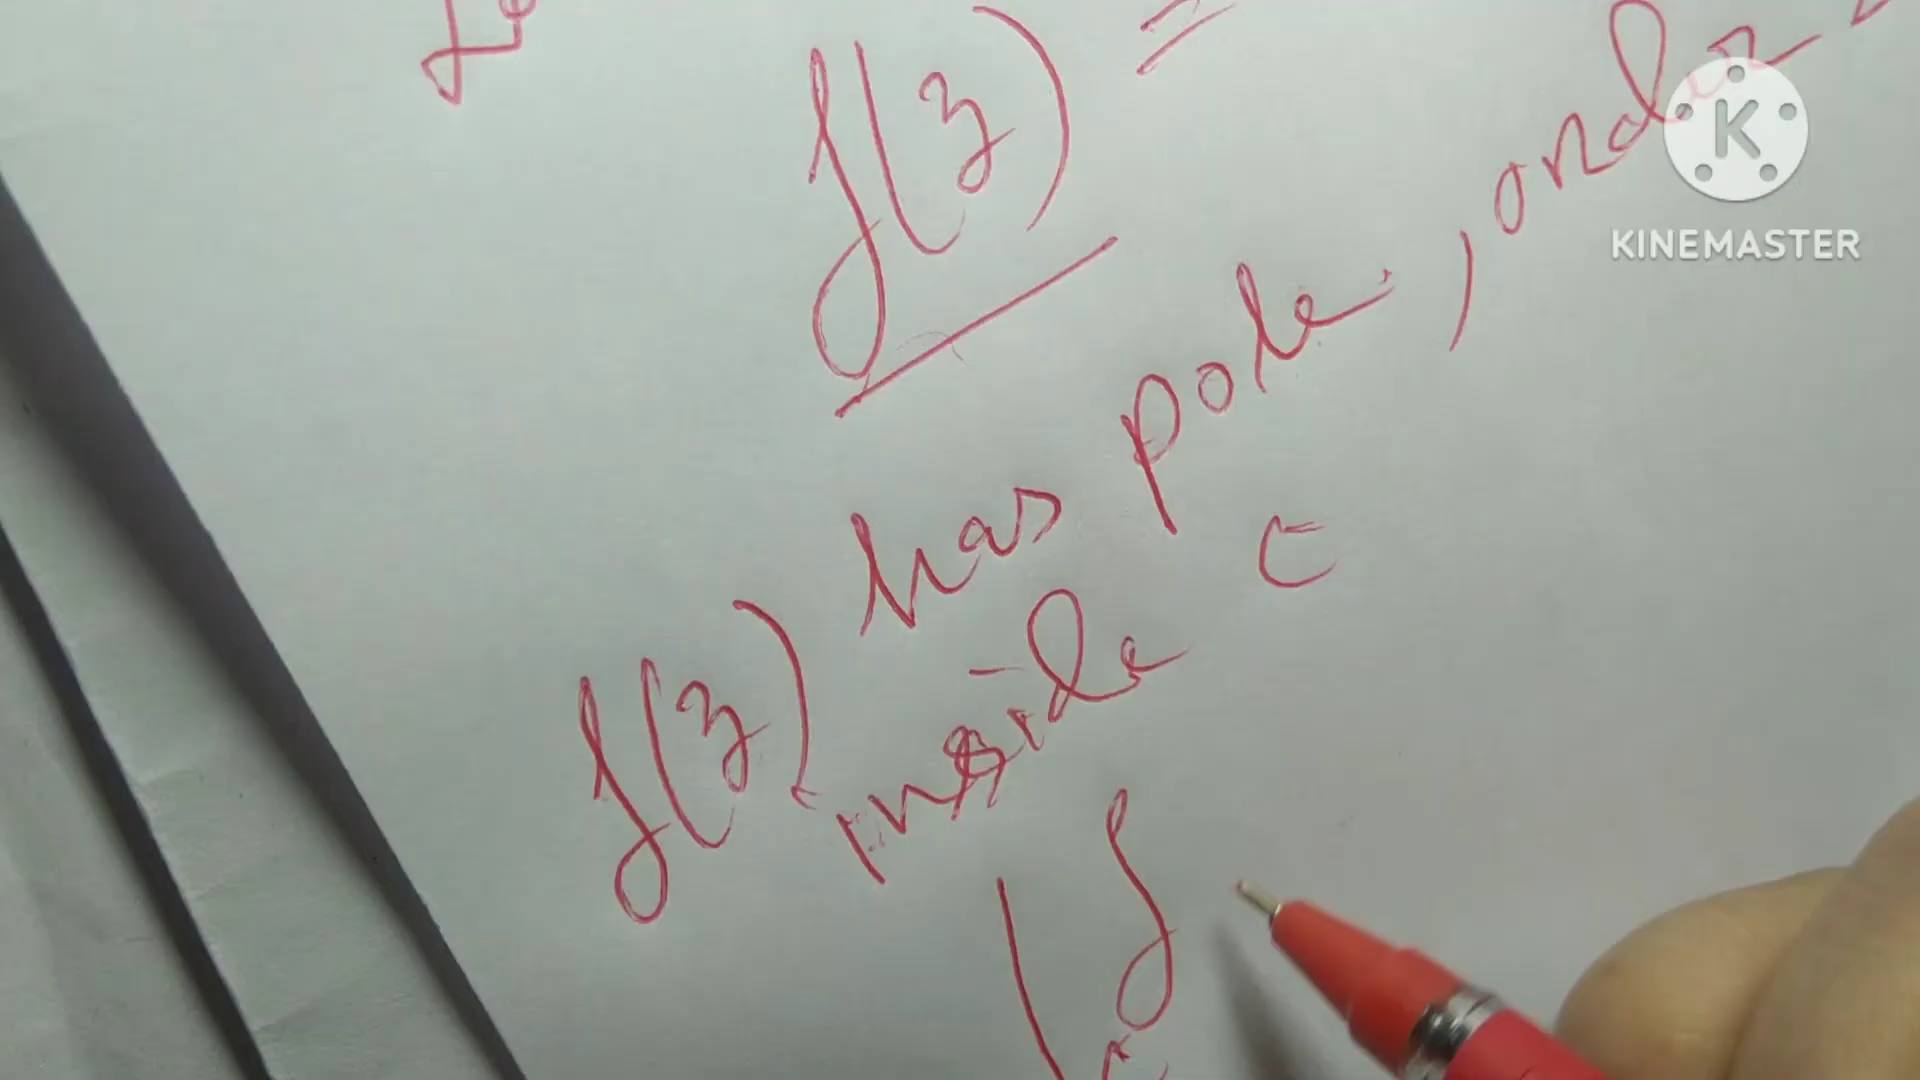 f(z) =
f(z) has pole, order
inside C
∫
C
K
KINEMASTER